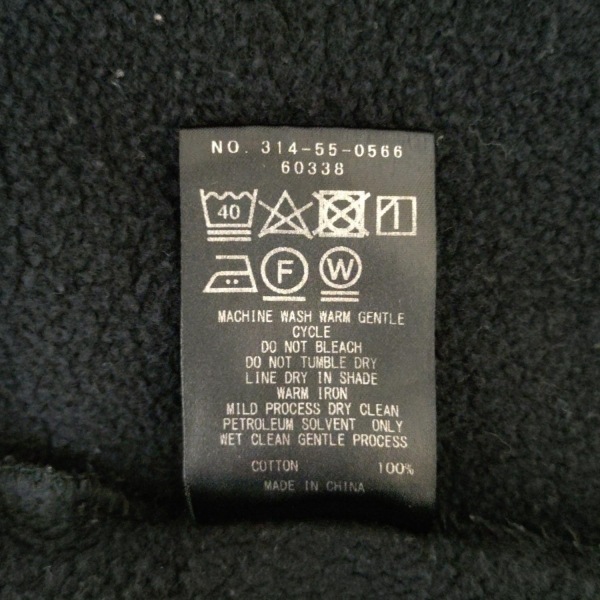 NO. 314-55-0566
60338
40
F W
MACHINE WASH WARM GENTLE
CYCLE
DO NOT BLEACH
DO NOT TUMBLE DRY
LINE DRY IN SHADE
WARM IRON
MILD PROCESS DRY CLEAN
PETROLEUM SOLVENT ONLY
WET CLEAN GENTLE PROCESS
COTTON 100%
MADE IN CHINA